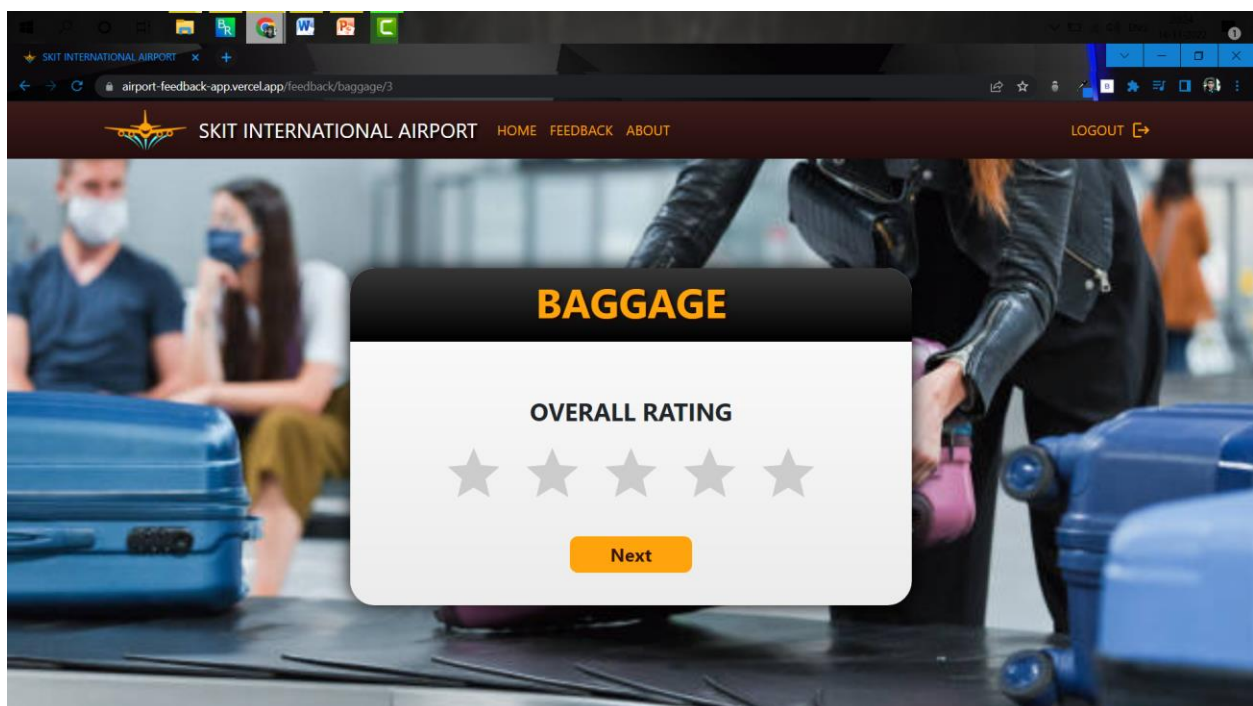 SKIT INTERNATIONAL AIRPORT
airport-feedback-app.vercel.app/feedback/baggage/3
SKIT INTERNATIONAL AIRPORT HOME FEEDBACK ABOUT LOGOUT
BAGGAGE
OVERALL RATING
Next